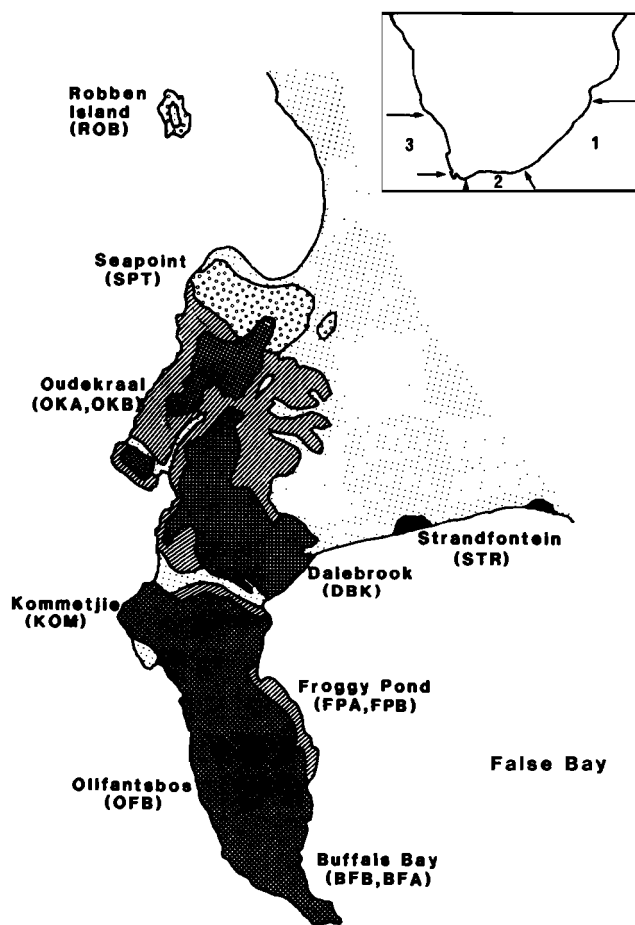 Robben
Island
(ROB)
3
1
2
Seapoint
(SPT)
Oudekraal
(OKA,OKB)
Strandfontein
(STR)
Dalebrook
(DBK)
Kommetjie
(KOM)
Froggy Pond
(FPA,FPB)
False Bay
Olifantsbos
(OFB)
Buffals Bay
(BFB,BFA)